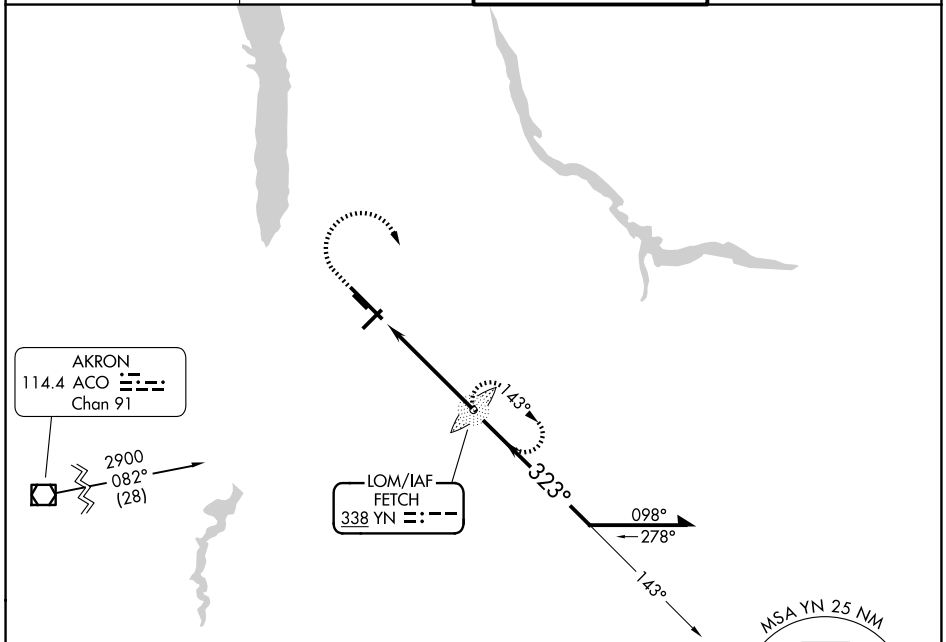 AKRON
114.4 ACO
Chan 91
2900
082°
(28)
143°
LOM/IAF
FETCH
338 YN
323°
098°
278°
143°
MSA YN 25 NM